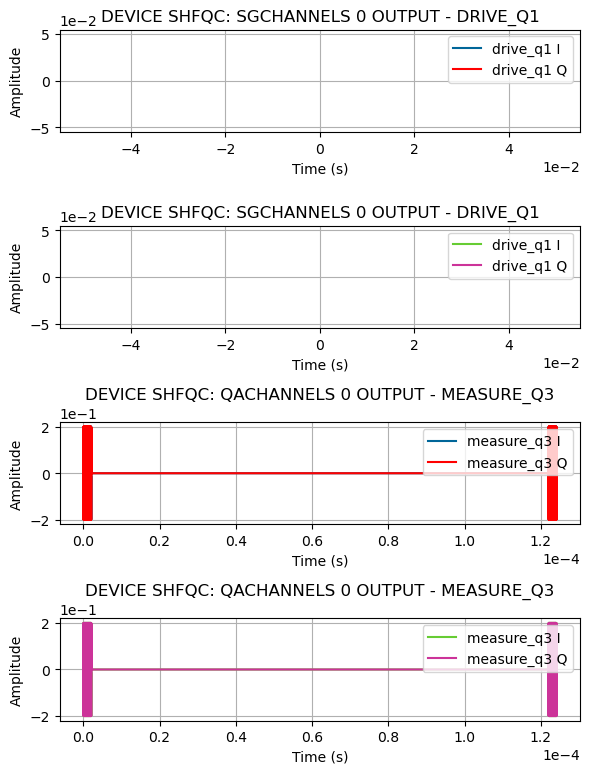 DEVICE SHFQC: SGCHANNELS 0 OUTPUT - DRIVE_Q1
1e−2
5
0
−5
Amplitude
drive_q1 I
drive_q1 Q
−4 −2 0 2 4
Time (s)
1e−2
DEVICE SHFQC: SGCHANNELS 0 OUTPUT - DRIVE_Q1
1e−2
5
0
−5
Amplitude
drive_q1 I
drive_q1 Q
−4 −2 0 2 4
Time (s)
1e−2
DEVICE SHFQC: QACHANNELS 0 OUTPUT - MEASURE_Q3
1e−1
2
0
−2
Amplitude
measure_q3 I
measure_q3 Q
0.0 0.2 0.4 0.6 0.8 1.0 1.2
Time (s)
1e−4
DEVICE SHFQC: QACHANNELS 0 OUTPUT - MEASURE_Q3
1e−1
2
0
−2
Amplitude
measure_q3 I
measure_q3 Q
0.0 0.2 0.4 0.6 0.8 1.0 1.2
Time (s)
1e−4